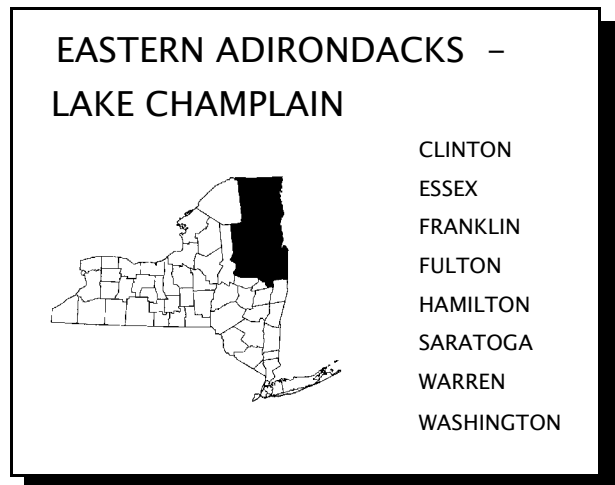 EASTERN ADIRONDACKS –
LAKE CHAMPLAIN
CLINTON
ESSEX
FRANKLIN
FULTON
HAMILTON
SARATOGA
WARREN
WASHINGTON